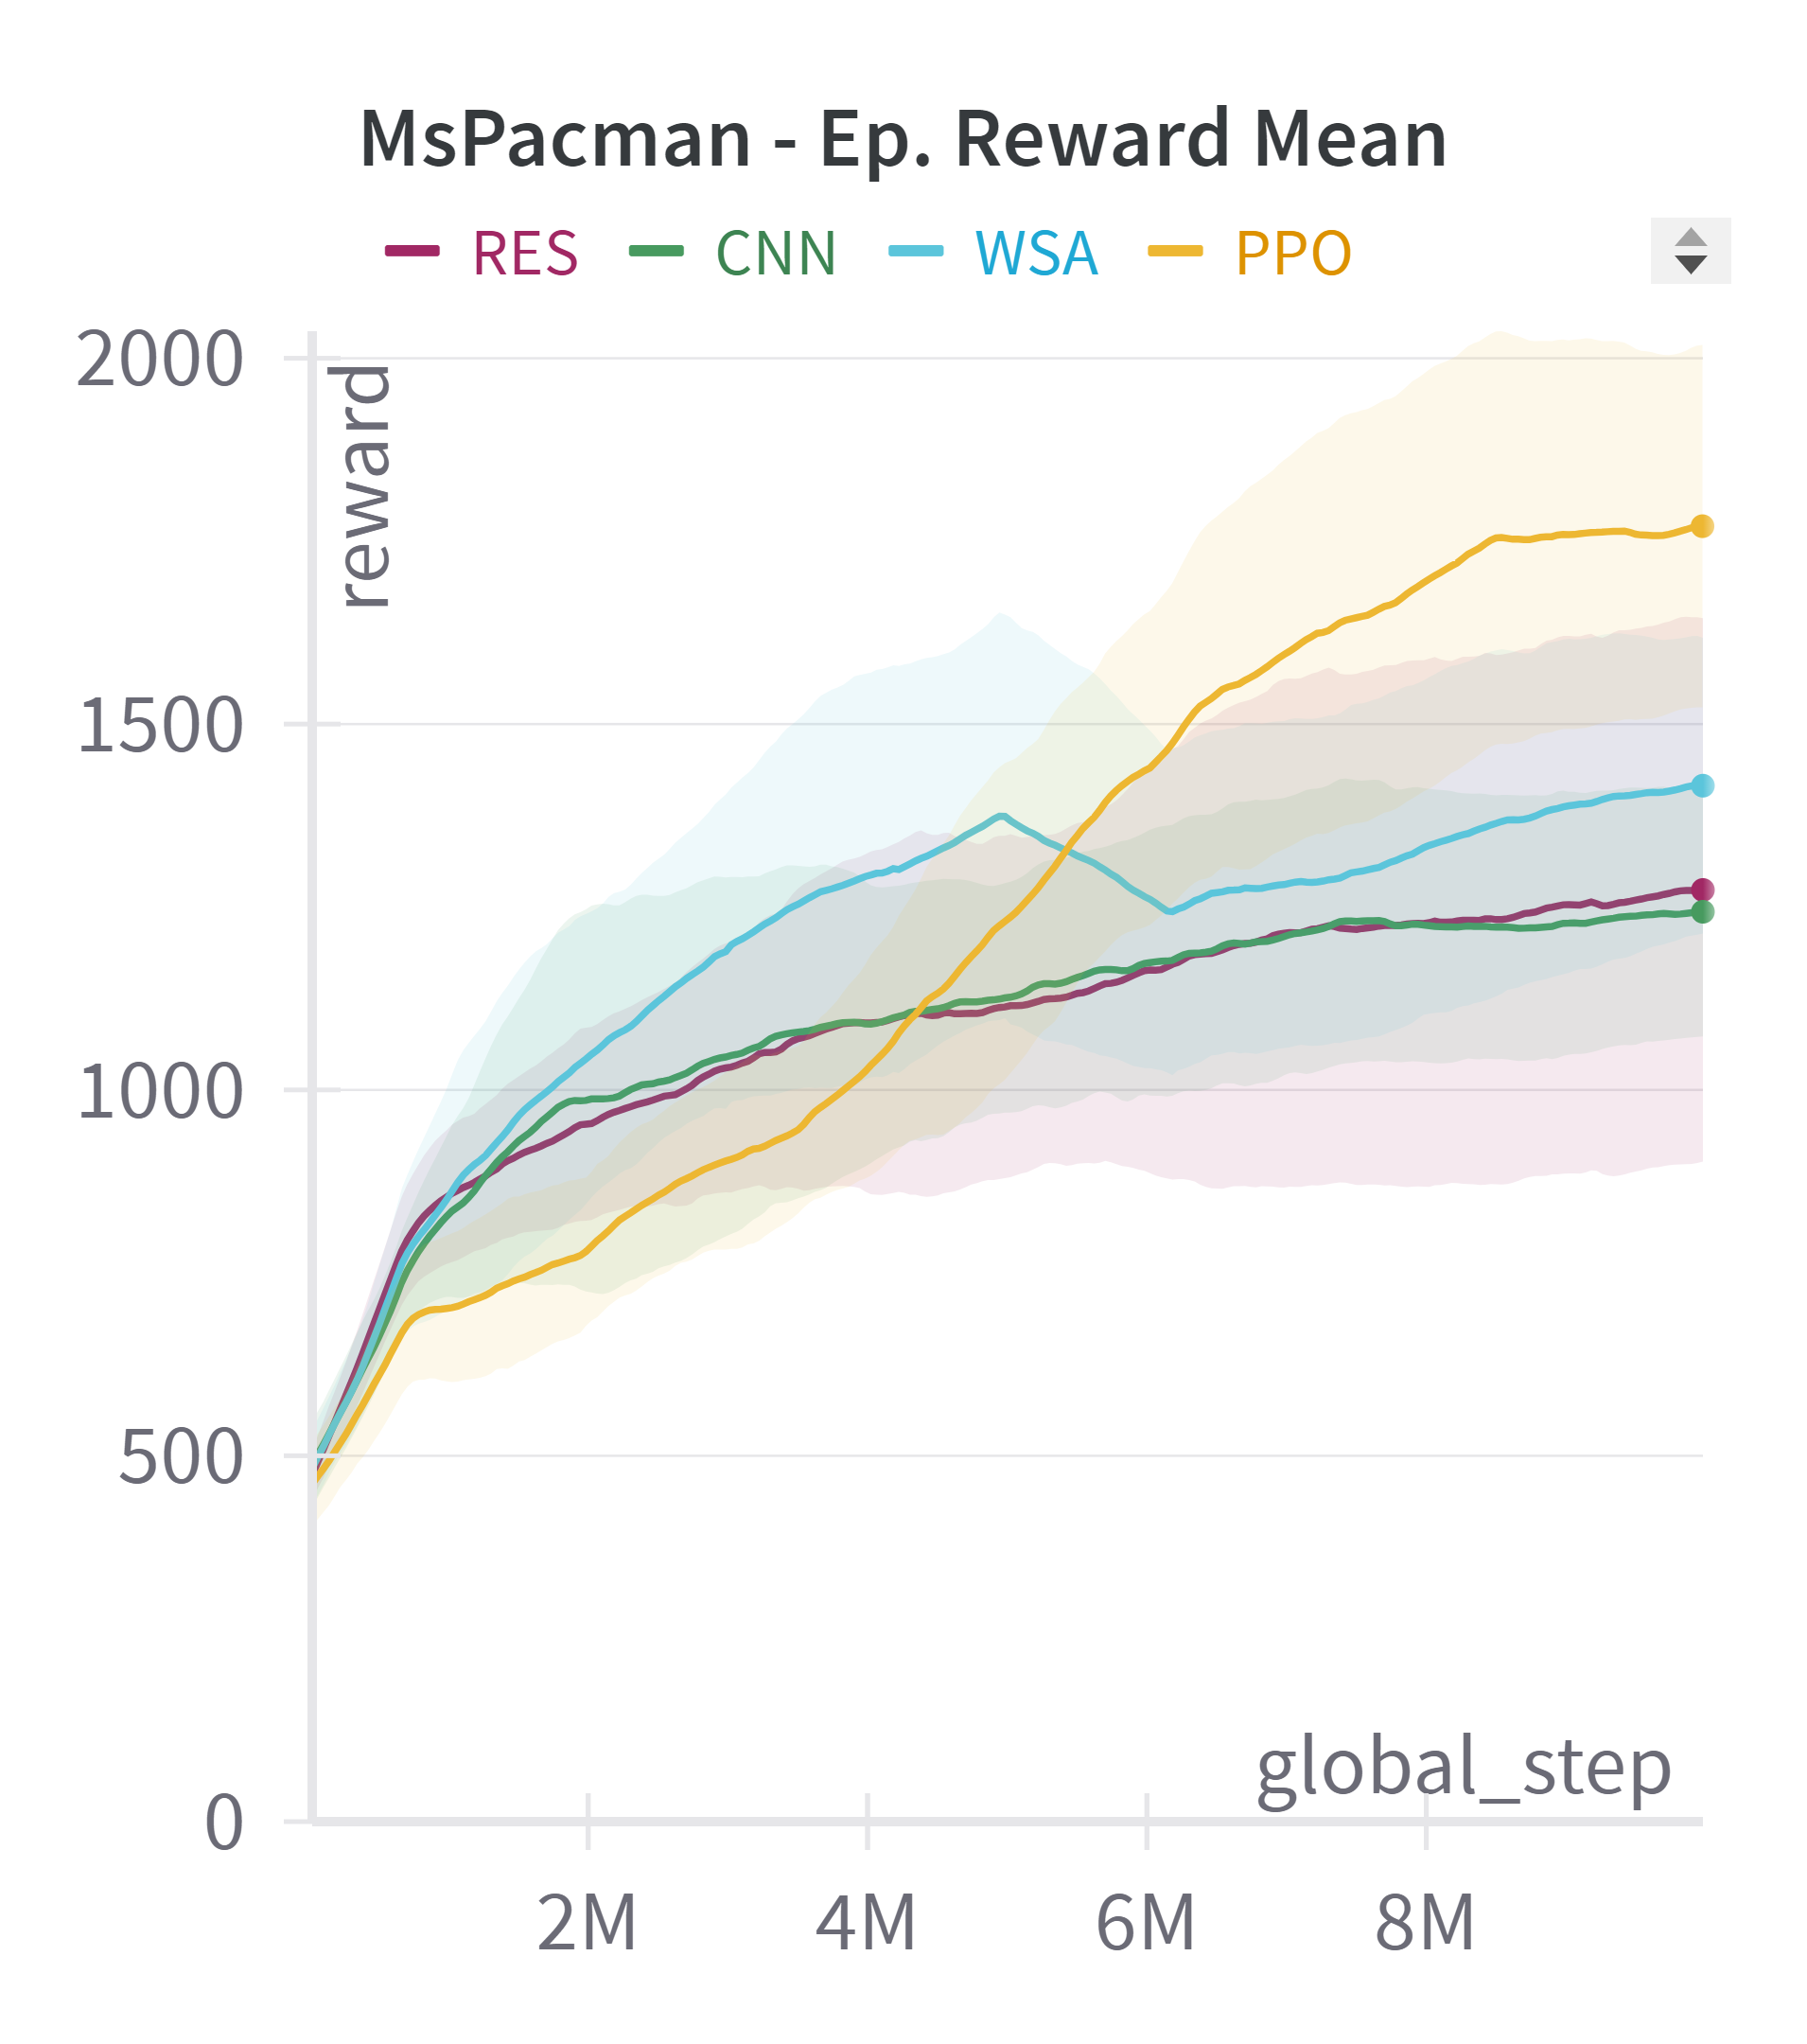 MsPacman - Ep. Reward Mean
RES CNN WSA PPO
2000
reward
1500
1000
500
global_step
0
2M 4M 6M 8M